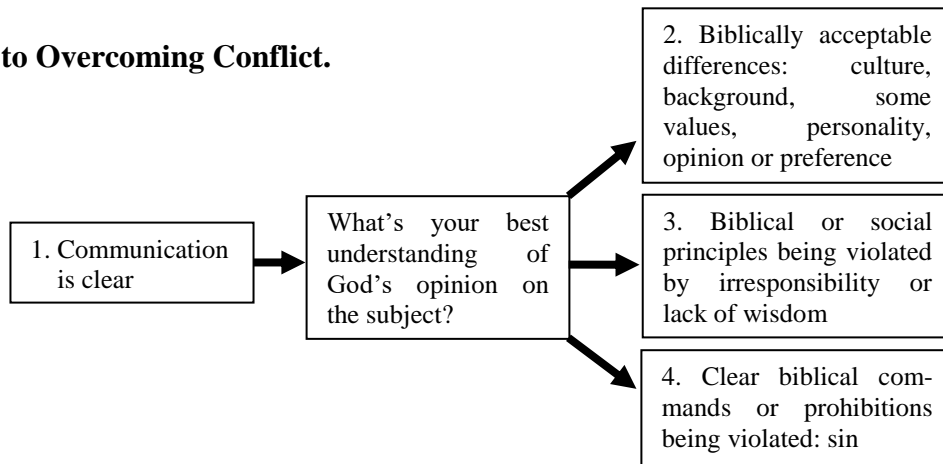 to Overcoming Conflict.
1. Communication
is clear
What's your best
understanding of
God's opinion on
the subject?
2. Biblically acceptable
differences: culture,
background, some
values, personality,
opinion or preference
3. Biblical or social
principles being violated
by irresponsibility or
lack of wisdom
4. Clear biblical com-
mands or prohibitions
being violated: sin